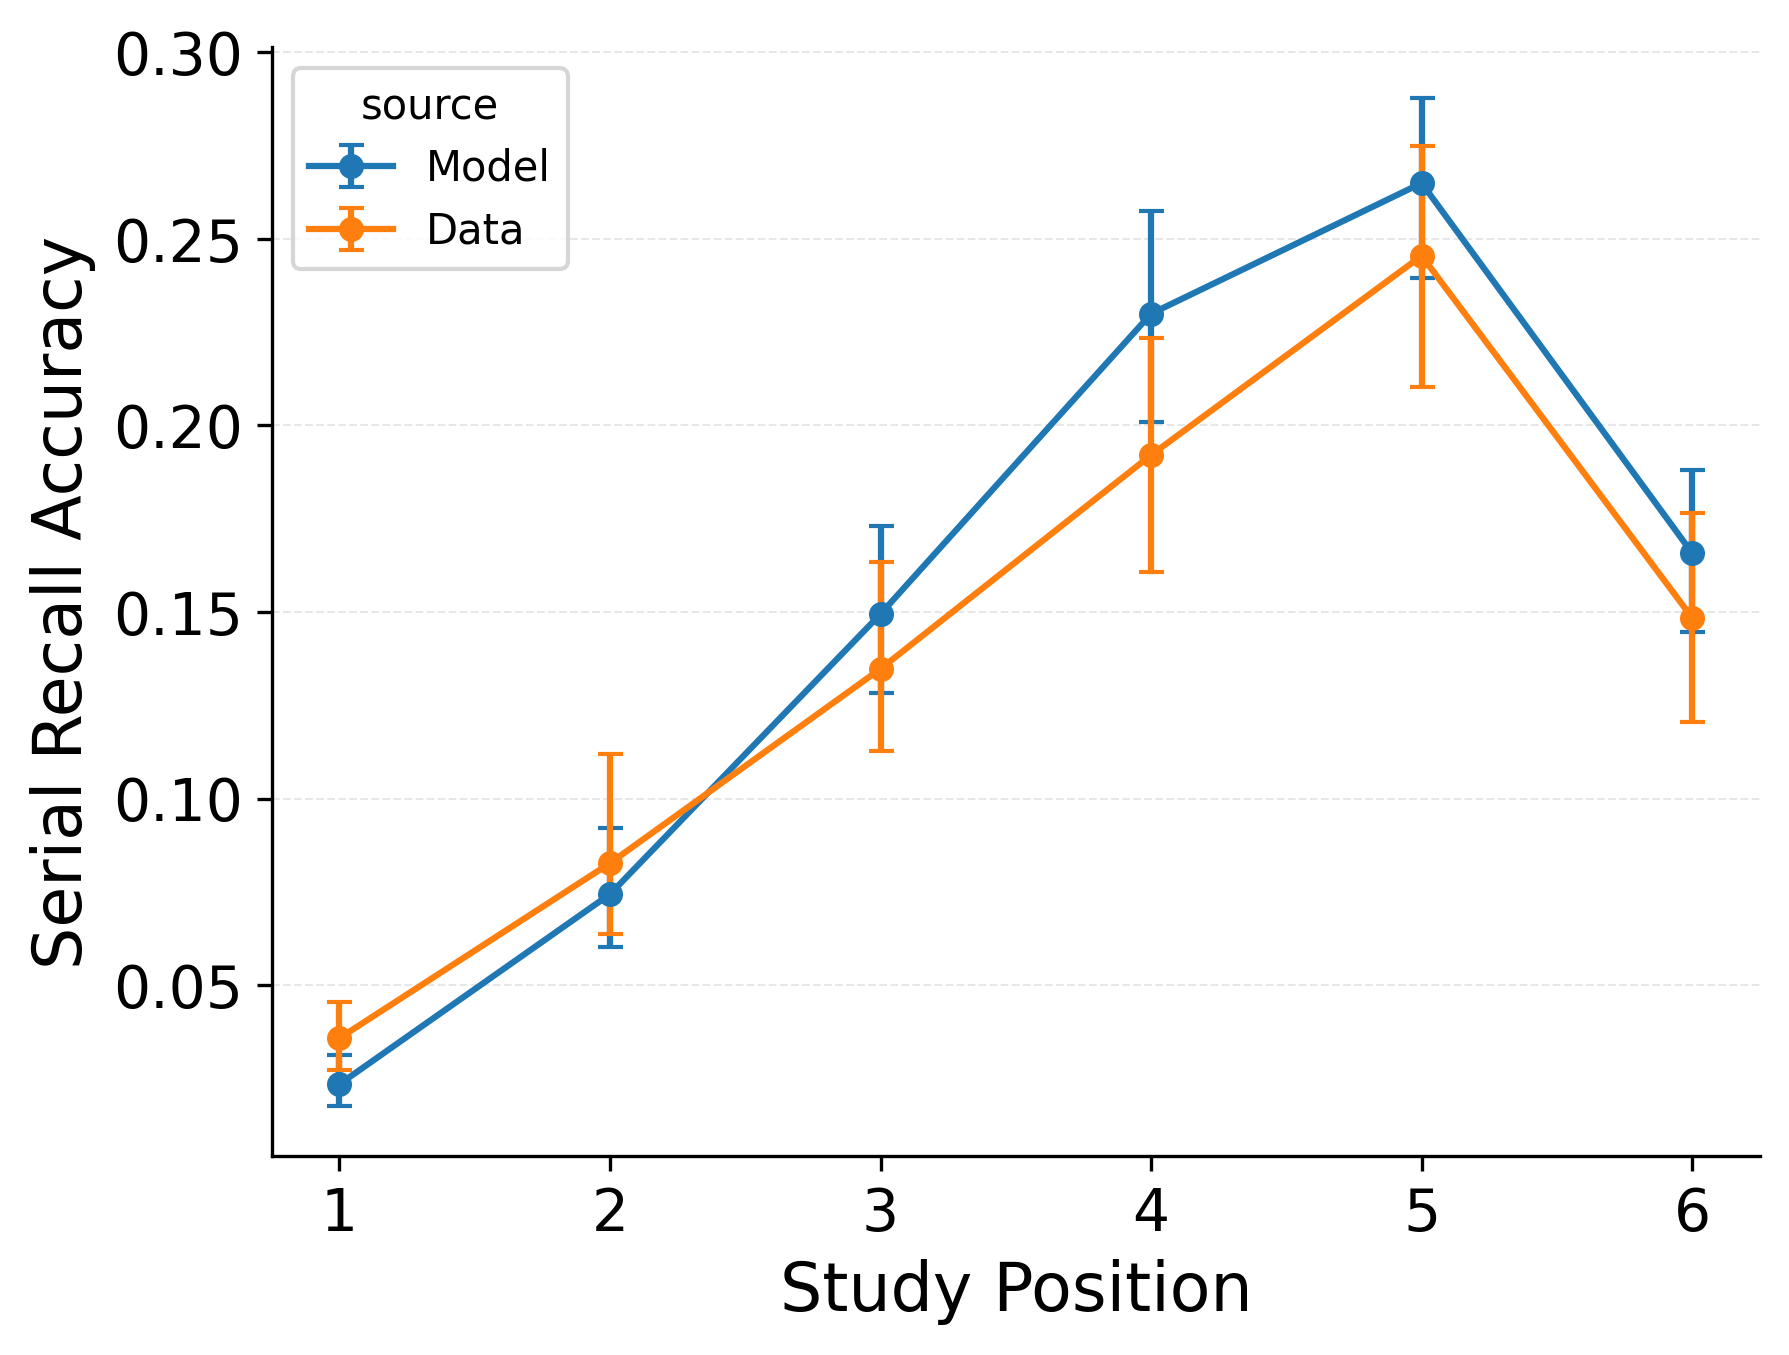 0.30
0.25
0.20
0.15
0.10
0.05
Serial Recall Accuracy
source
Model
Data
1 2 3 4 5 6
Study Position